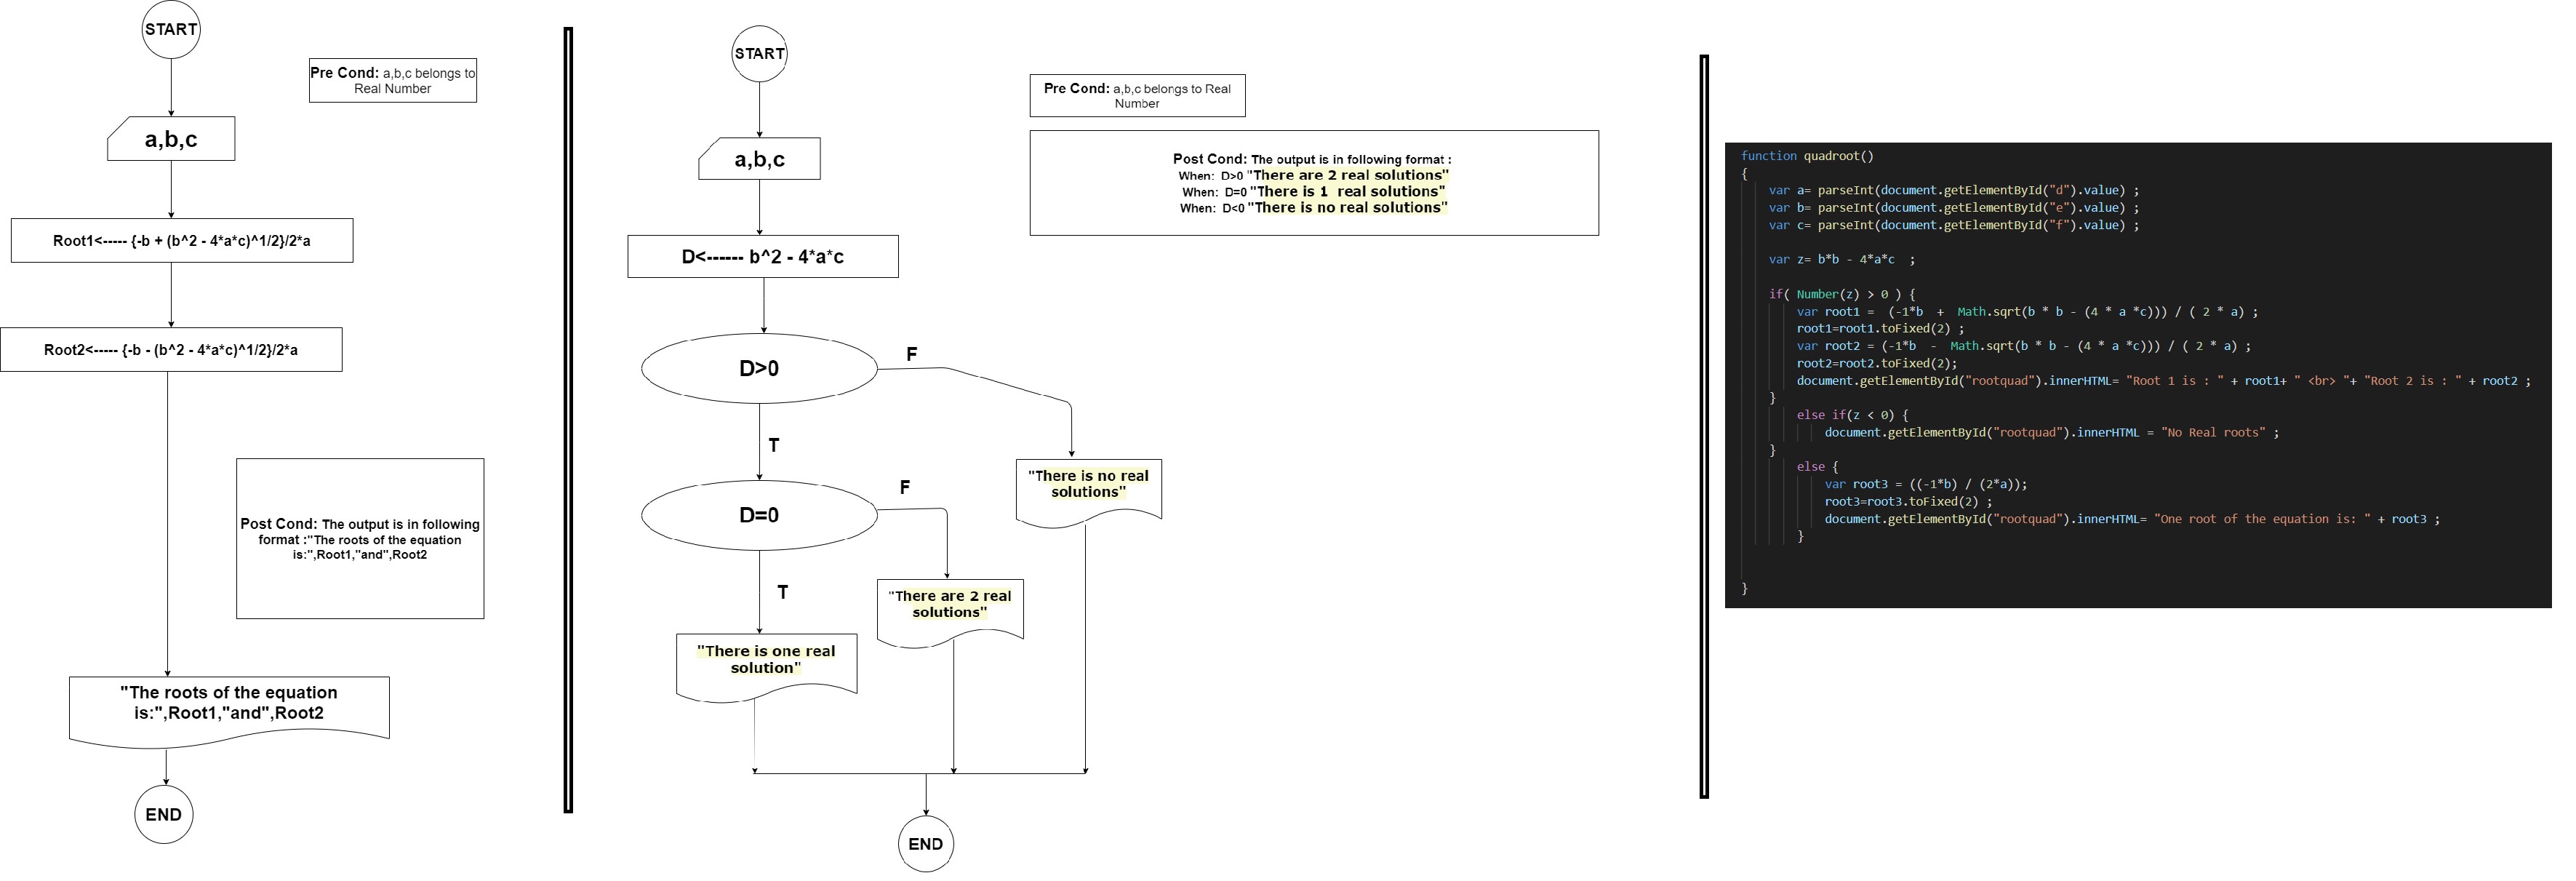 START
Pre Cond: a,b,c belongs to
Real Number
a,b,c
Root1<----- {-b + (b^2 - 4*a*c)^1/2}/2*a
Root2<----- {-b - (b^2 - 4*a*c)^1/2}/2*a
Post Cond: The output is in following
format :"The roots of the equation
is:",Root1,"and",Root2
"The roots of the equation
is:",Root1,"and",Root2
END
START
Pre Cond: a,b,c belongs to Real
Number
a,b,c
Post Cond: The output is in following format :
When:  D>0 "There are 2 real solutions"
When:  D=0 "There is 1  real solutions"
When:  D<0 "There is no real solutions"
D<------ b^2 - 4*a*c
D>0
F
T
"There is no real
solutions"
D=0
F
T
"There are 2 real
solutions"
"There is one real
solution"
END
function quadroot()
{
var a= parseInt(document.getElementById("d").value) ;
var b= parseInt(document.getElementById("e").value) ;
var c= parseInt(document.getElementById("f").value) ;
var z= b*b - 4*a*c  ;
if( Number(z) > 0 ) {
var root1 =  (-1*b  +  Math.sqrt(b * b - (4 * a *c))) / ( 2 * a) ;
root1=root1.toFixed(2) ;
var root2 = (-1*b  -  Math.sqrt(b * b - (4 * a *c))) / ( 2 * a) ;
root2=root2.toFixed(2);
document.getElementById("rootquad").innerHTML= "Root 1 is : " + root1+ " <br> "+ "Root 2 is : " + root2 ;
}
else if(z < 0) {
document.getElementById("rootquad").innerHTML = "No Real roots" ;
}
else {
var root3 = ((-1*b) / (2*a));
root3=root3.toFixed(2) ;
document.getElementById("rootquad").innerHTML= "One root of the equation is: " + root3 ;
}
}